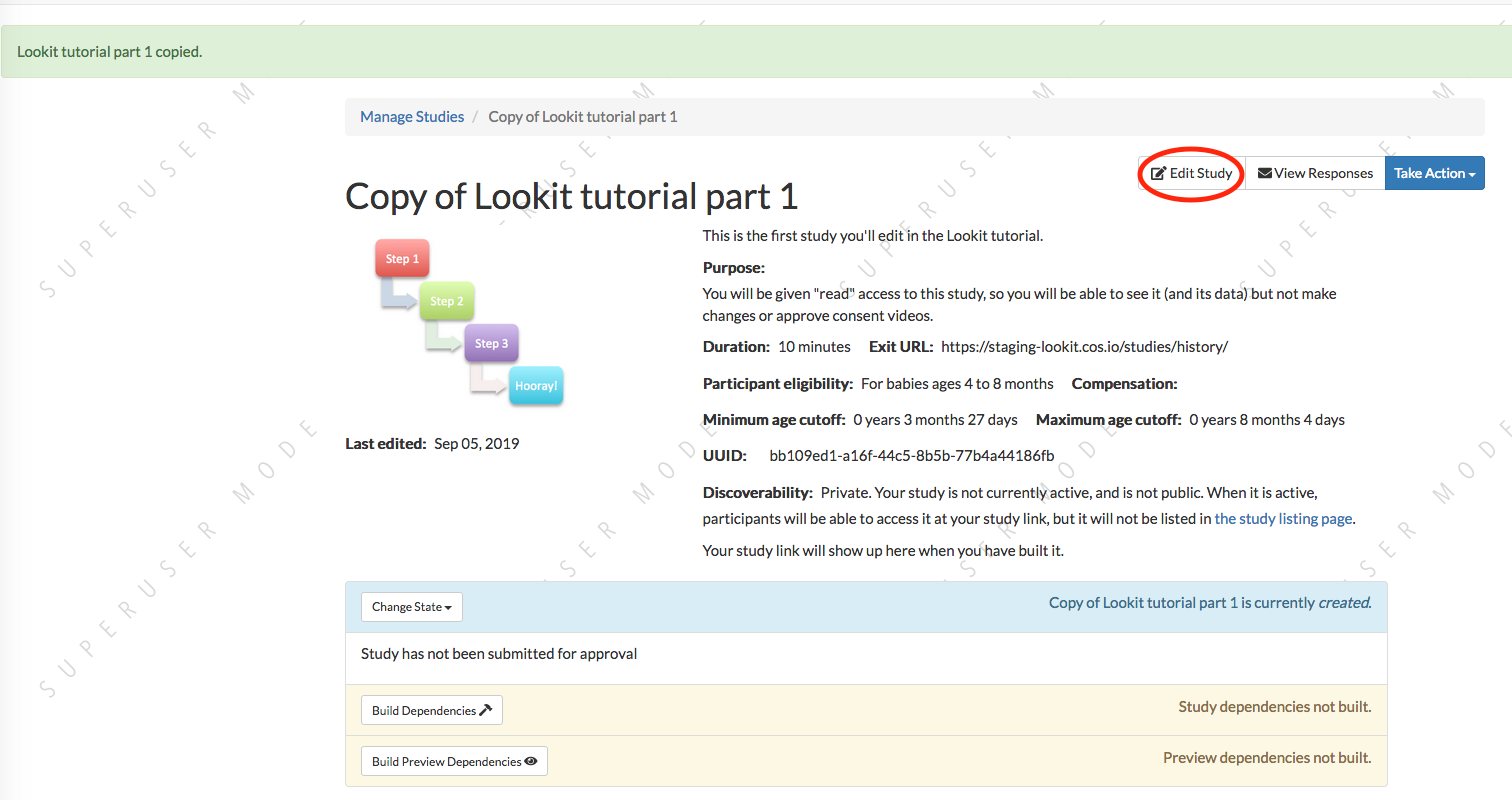 Lookit tutorial part 1 copied.
Manage Studies / Copy of Lookit tutorial part 1
Edit Study View Responses Take Action
Copy of Lookit tutorial part 1
Step 1
Step 2
Step 3
Hooray!
Last edited: Sep 05, 2019
This is the first study you'll edit in the Lookit tutorial.
Purpose:
You will be given "read" access to this study, so you will be able to see it (and its data) but not make
changes or approve consent videos.
Duration: 10 minutes Exit URL: https://staging-lookit.cos.io/studies/history/
Participant eligibility: For babies ages 4 to 8 months Compensation:
Minimum age cutoff: 0 years 3 months 27 days Maximum age cutoff: 0 years 8 months 4 days
UUID: bb109ed1-a16f-44c5-8b5b-77b4a44186fb
Discoverability: Private. Your study is not currently active, and is not public. When it is active,
participants will be able to access it at your study link, but it will not be listed in the study listing page.
Your study link will show up here when you have built it.
Change State Copy of Lookit tutorial part 1 is currently created.
Study has not been submitted for approval
Build Dependencies Study dependencies not built.
Build Preview Dependencies Preview dependencies not built.
SUPERUSER MODE
SUPERUSER MODE